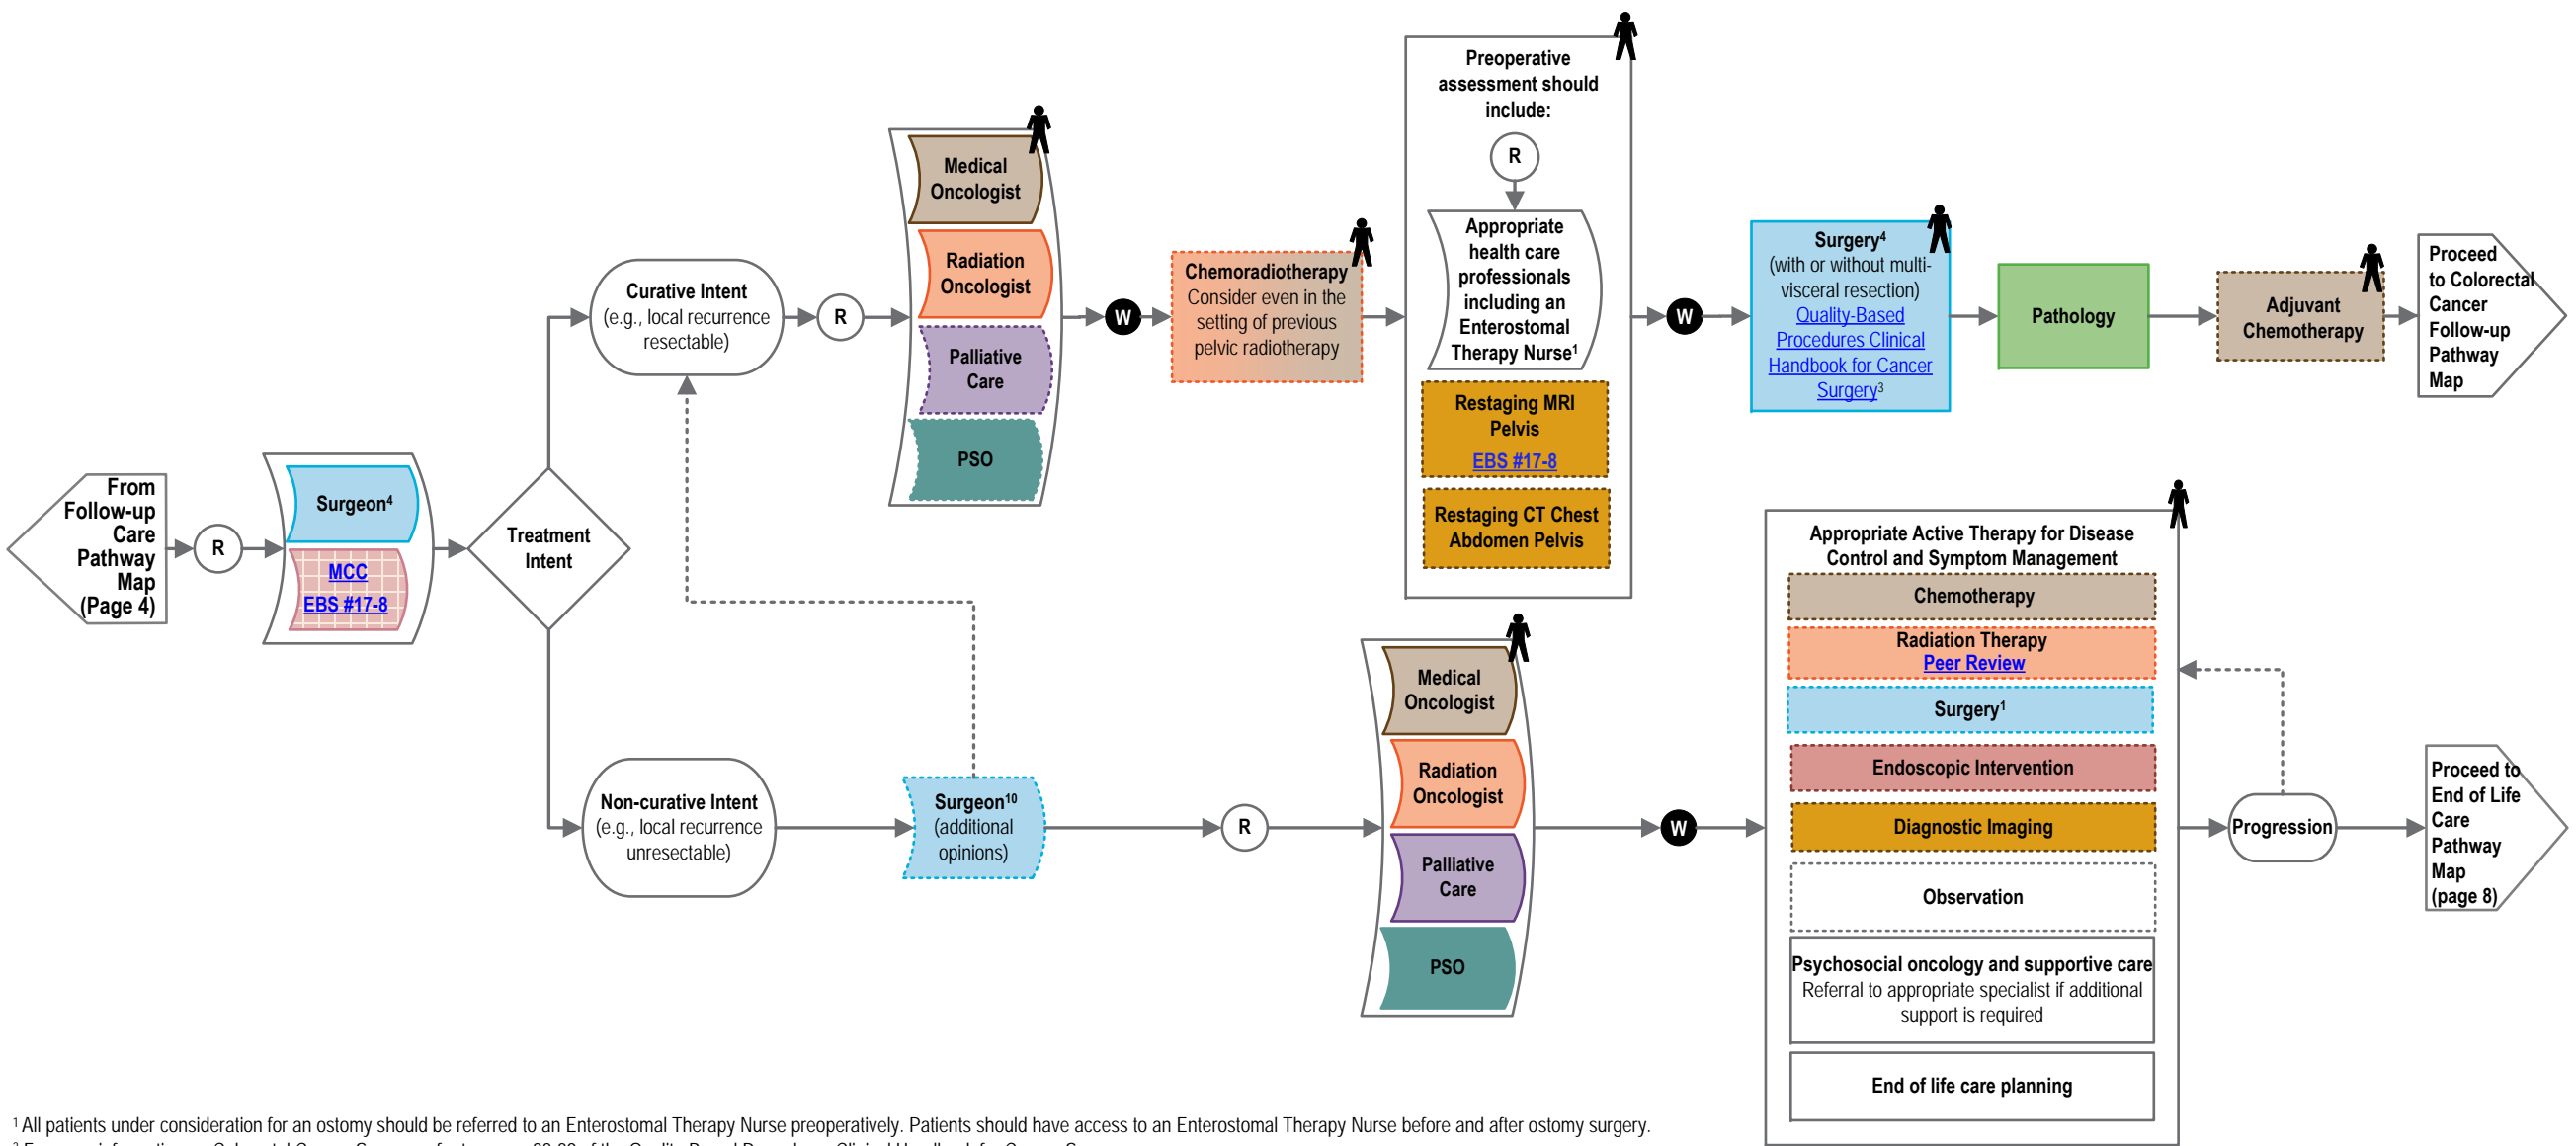 From
Follow-up
Care
Pathway
Map
(Page 4)
R
Surgeon⁴
MCC
EBS #17-8
Treatment
Intent
Curative Intent
(e.g., local recurrence
resectable)
R
Medical
Oncologist
Radiation
Oncologist
Palliative
Care
PSO
W
Chemoradiotherapy
Consider even in the
setting of previous
pelvic radiotherapy
Preoperative
assessment should
include:
R
Appropriate
health care
professionals
including an
Enterostomal
Therapy Nurse¹
Restaging MRI
Pelvis
EBS #17-8
Restaging CT Chest
Abdomen Pelvis
W
Surgery⁴
(with or without multi-
visceral resection)
Quality-Based
Procedures Clinical
Handbook for Cancer
Surgery³
Pathology
Adjuvant
Chemotherapy
Proceed
to Colorectal
Cancer
Follow-up
Pathway
Map
Non-curative Intent
(e.g., local recurrence
unresectable)
Surgeon¹⁰
(additional
opinions)
R
Medical
Oncologist
Radiation
Oncologist
Palliative
Care
PSO
W
Appropriate Active Therapy for Disease
Control and Symptom Management
Chemotherapy
Radiation Therapy
Peer Review
Surgery¹
Endoscopic Intervention
Diagnostic Imaging
Observation
Psychosocial oncology and supportive care
Referral to appropriate specialist if additional
support is required
End of life care planning
Progression
Proceed to
End of Life
Care
Pathway
Map
(page 8)
¹ All patients under consideration for an ostomy should be referred to an Enterostomal Therapy Nurse preoperatively. Patients should have access to an Enterostomal Therapy Nurse before and after ostomy surgery.